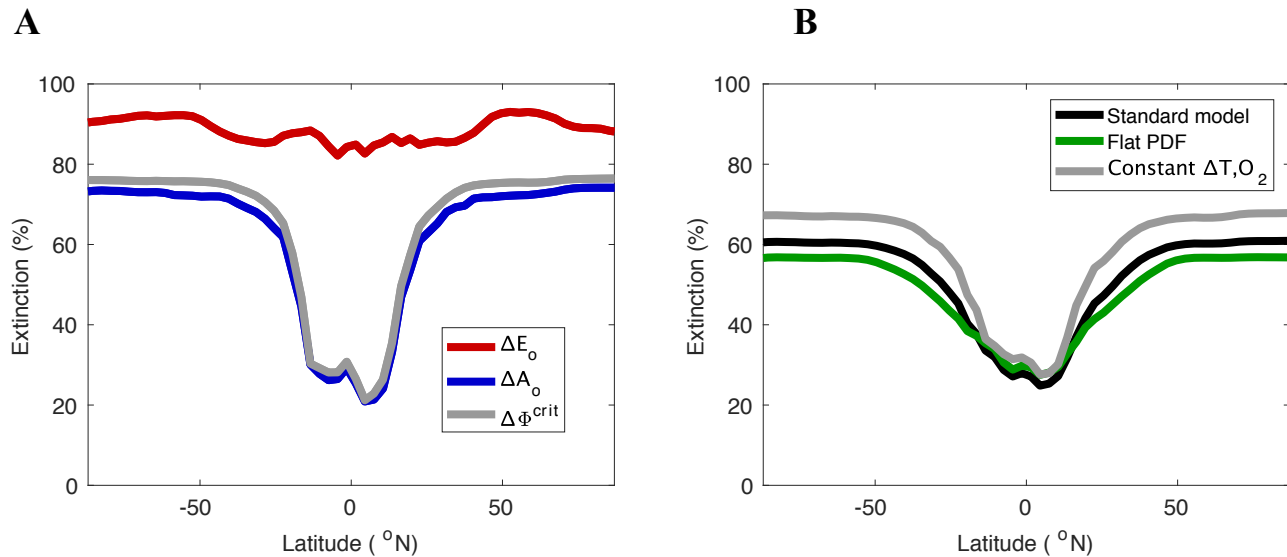 A
100
80
60
40
20
0
Extinction (%)
-50
0
50
Latitude ( °N)
ΔE_o
ΔA_o
ΔΦ^crit
B
100
80
60
40
20
0
Extinction (%)
-50
0
50
Latitude ( °N)
Standard model
Flat PDF
Constant ΔT,O_2